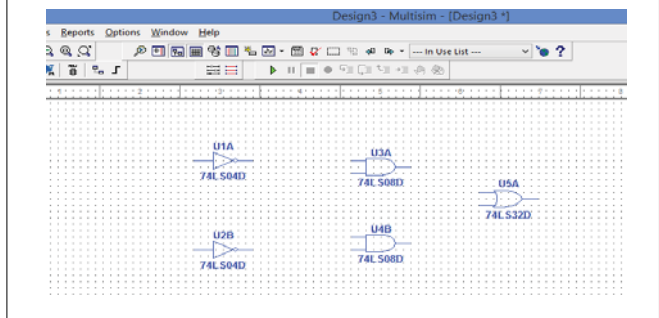 Design3 - Multisim - [Design3 *]
s Reports Options Window Help
--- In Use List ---
U1A
74LS04D
U3A
74LS08D
U5A
74LS32D
U2B
74LS04D
U4B
74LS08D